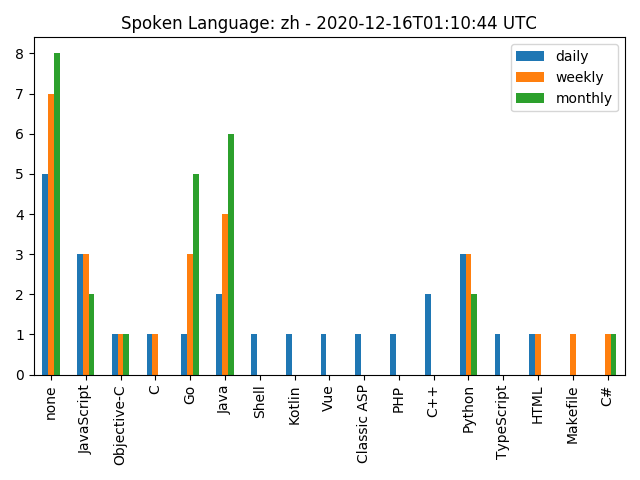 Spoken Language: zh - 2020-12-16T01:10:44 UTC
daily
weekly
monthly
8
7
6
5
4
3
2
1
0
none
JavaScript
Objective-C
C
Go
Java
Shell
Kotlin
Vue
Classic ASP
PHP
C++
Python
TypeScript
HTML
Makefile
C#